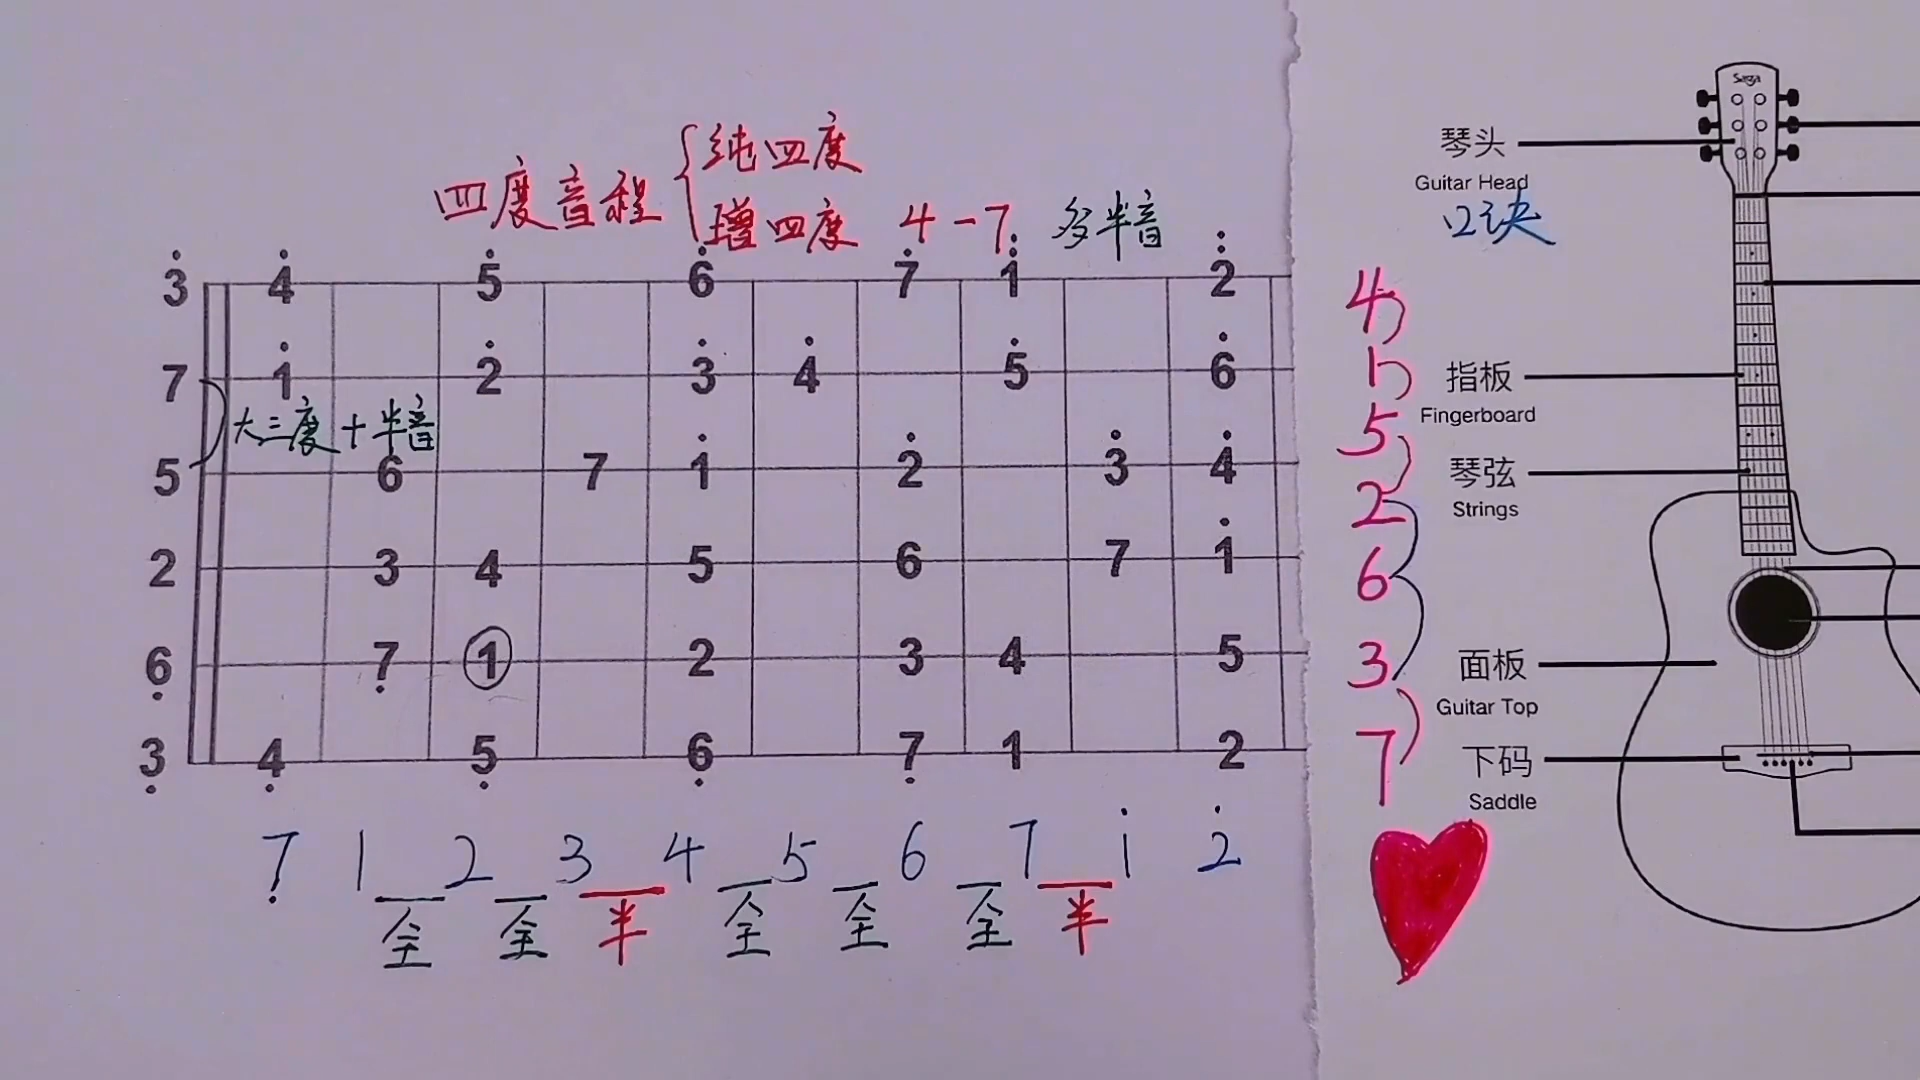 四度音程
纯四度
增四度 4-7 多半音
3 4 5 6 7 1 2
7 1 2 3 4 5 6
大三度+半音
5 6 7 1 2 3 4
2 3 4 5 6 7 1
6 7 1 2 3 4 5
3 4 5 6 7 1 2
7 1 2 3 4 5 6 7 1 2
全 全 半 全 全 全 半
Saga
琴头
Guitar Head
口诀
4
1
5
2
6
3
7
指板
Fingerboard
琴弦
Strings
面板
Guitar Top
下码
Saddle